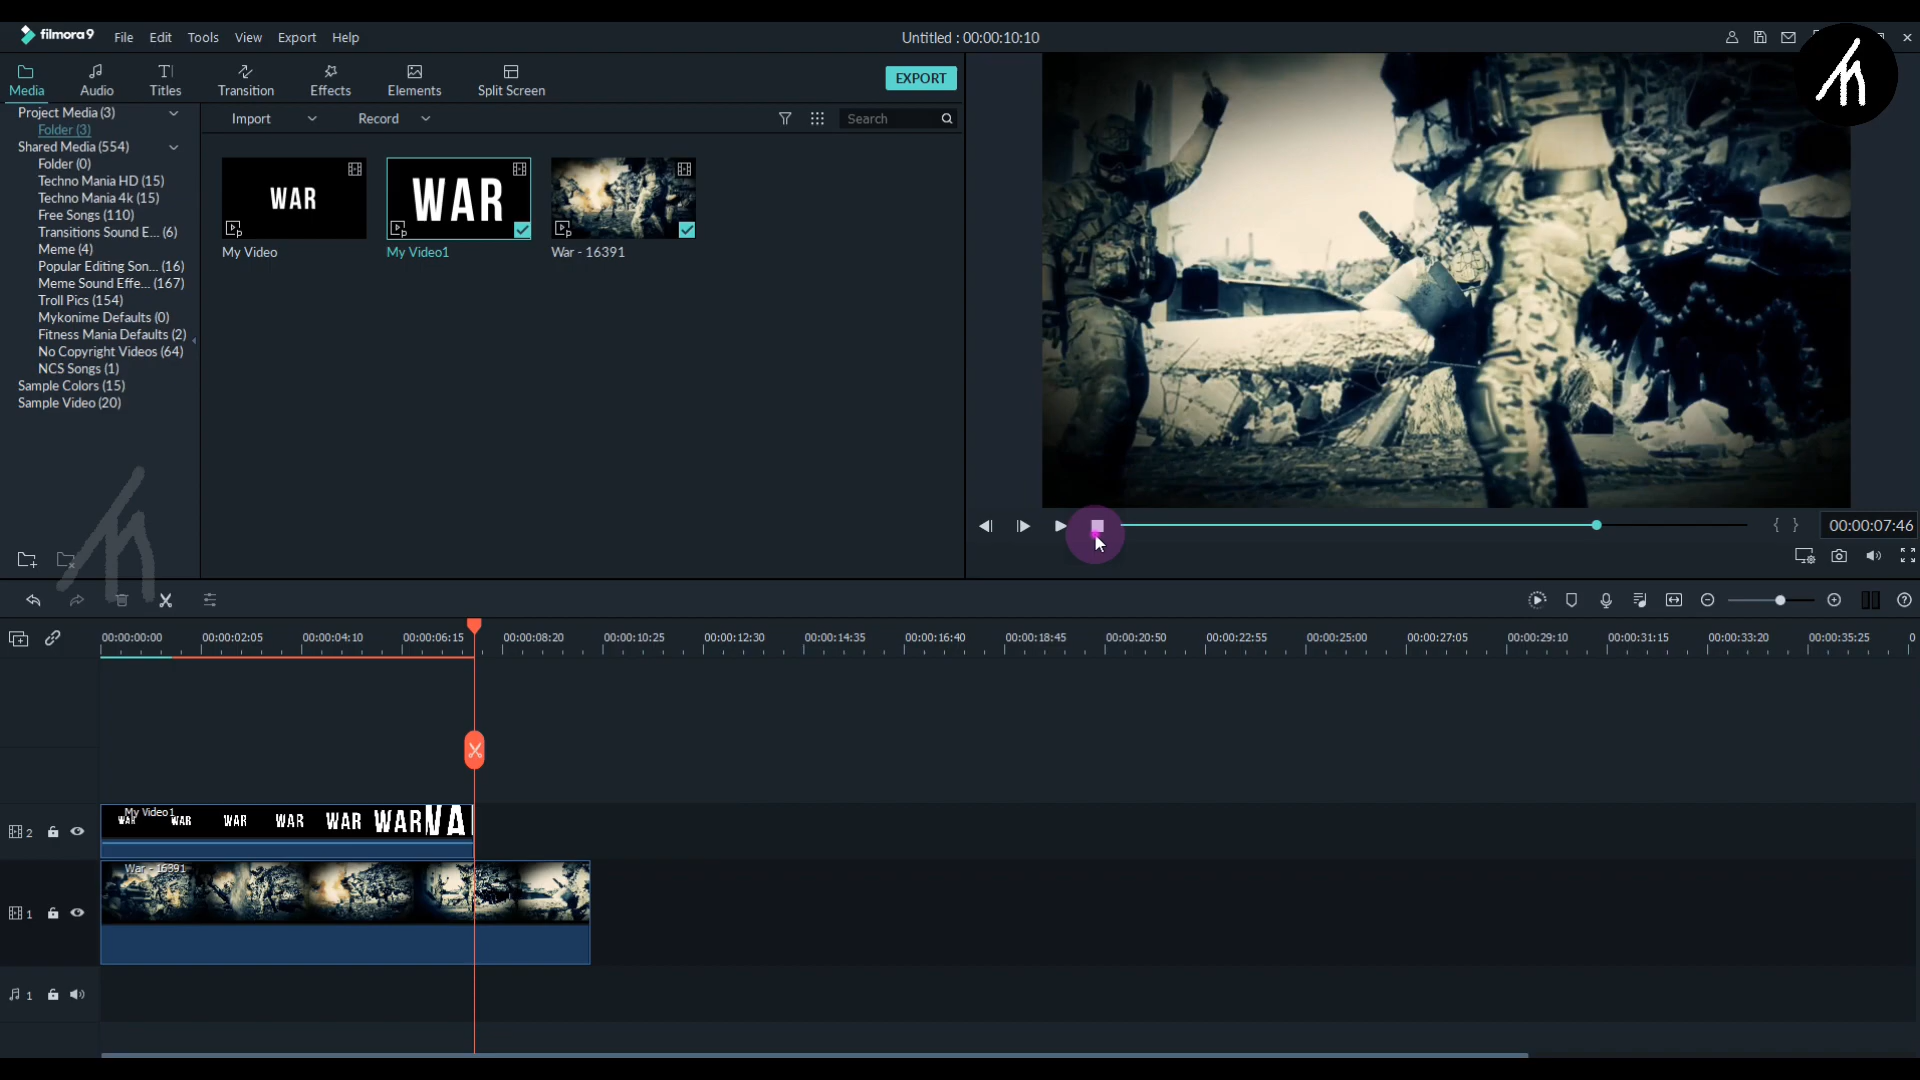 filmora9 File Edit Tools View Export Help Untitled : 00:00:10:10
Media Audio Titles Transition Effects Elements Split Screen EXPORT
Project Media (3)
Folder (3)
Shared Media (554)
Folder (0)
Techno Mania HD (15)
Techno Mania 4k (15)
Free Songs (110)
Transitions Sound E... (6)
Meme (4)
Popular Editing Son... (16)
Meme Sound Effe... (167)
Troll Pics (154)
Mykonime Defaults (0)
Fitness Mania Defaults (2)
No Copyright Videos (64)
NCS Songs (1)
Sample Colors (15)
Sample Video (20)
Import Record Search
WAR WAR
My Video My Video1 War - 16391
{ } 00:00:07:46
00:00:00:00 00:00:02:05 00:00:04:10 00:00:06:15 00:00:08:20 00:00:10:25 00:00:12:30 00:00:14:35 00:00:16:40 00:00:18:45 00:00:20:50 00:00:22:55 00:00:25:00 00:00:27:05 00:00:29:10 00:00:31:15 00:00:33:20 00:00:35:25 0
My Video1
2 WAR WAR WAR WAR WAR WAR
War - 16391
1
1